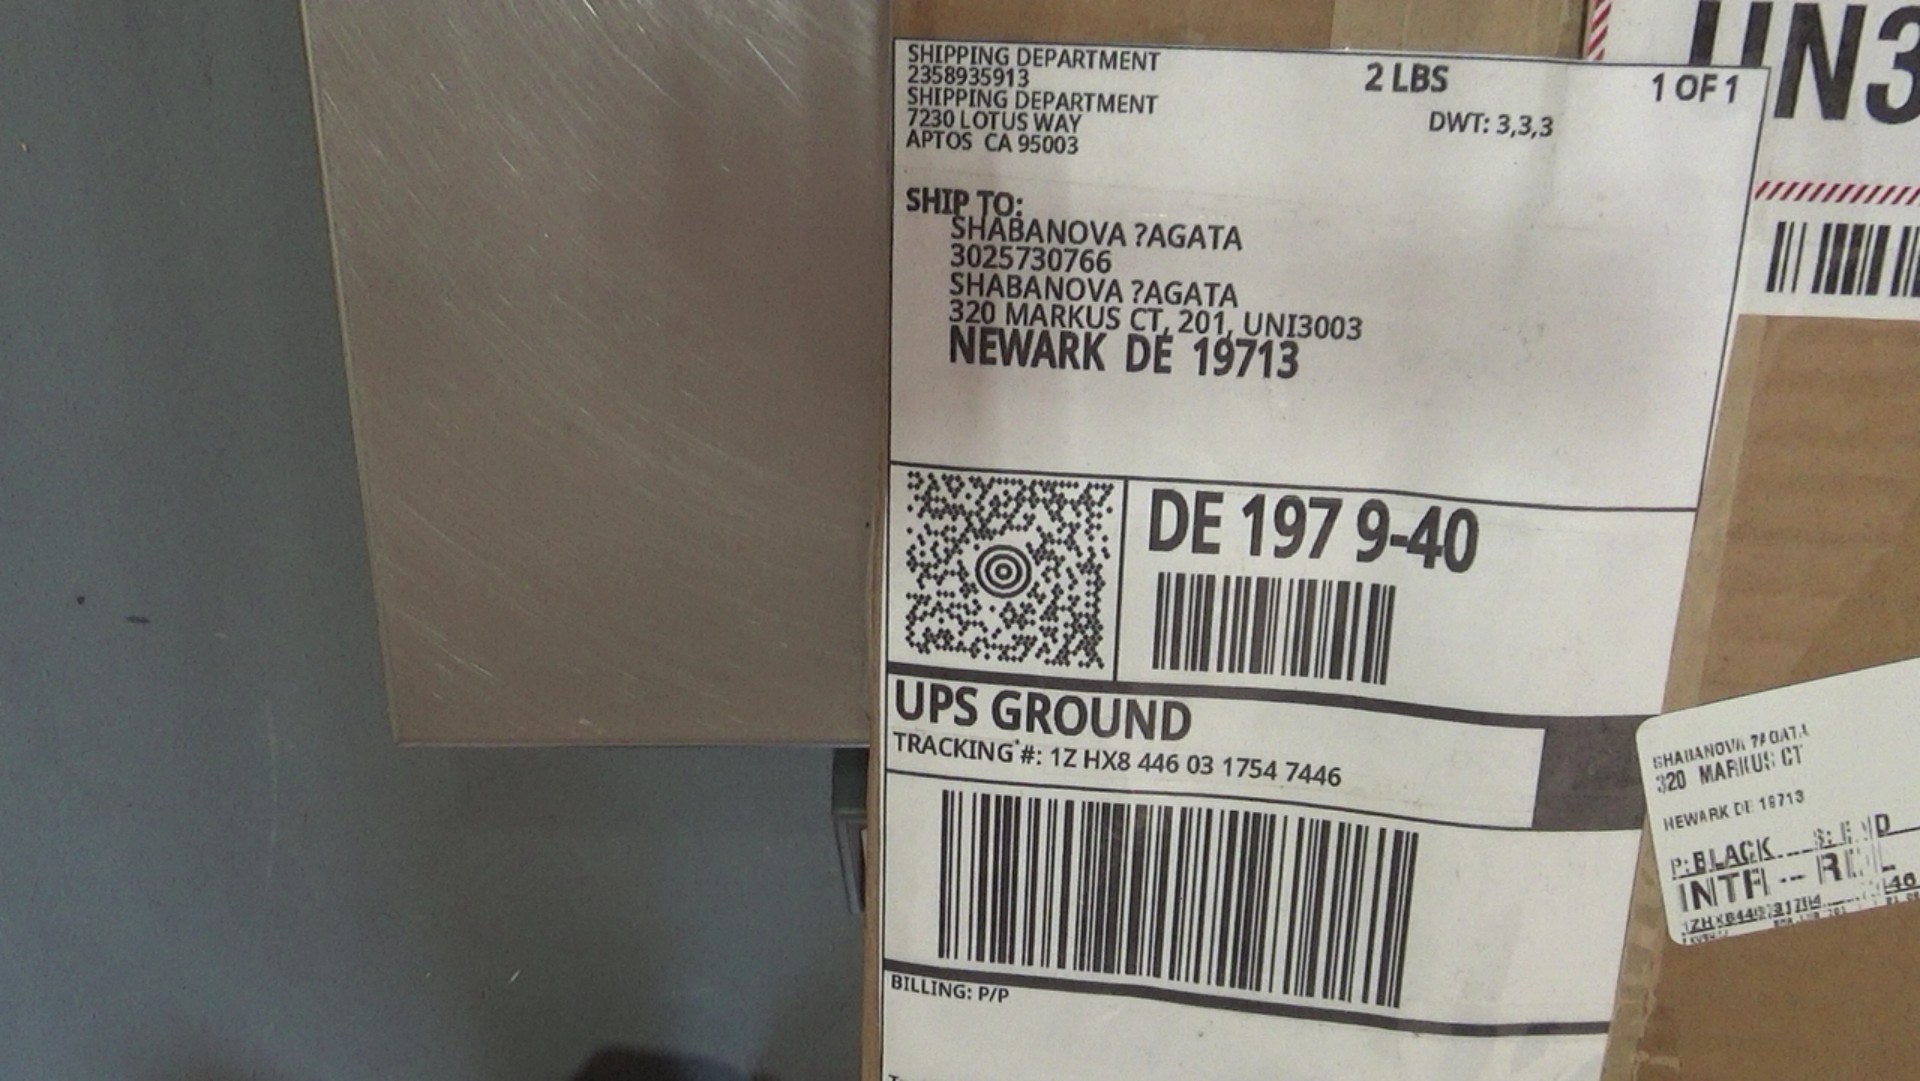 SHIPPING DEPARTMENT
2358935913
SHIPPING DEPARTMENT
7230 LOTUS WAY
APTOS CA 95003
2 LBS
1 OF 1
DWT: 3,3,3
SHIP TO:
SHABANOVA ?AGATA
3025730766
SHABANOVA ?AGATA
320 MARKUS CT, 201, UNI3003
NEWARK DE 19713
DE 197 9-40
UPS GROUND
TRACKING #: 1Z HX8 446 03 1754 7446
BILLING: P/P
UN3
SHABANOVA ?AGATA
320 MARKUS CT
NEWARK DE 19713
P: BLACK